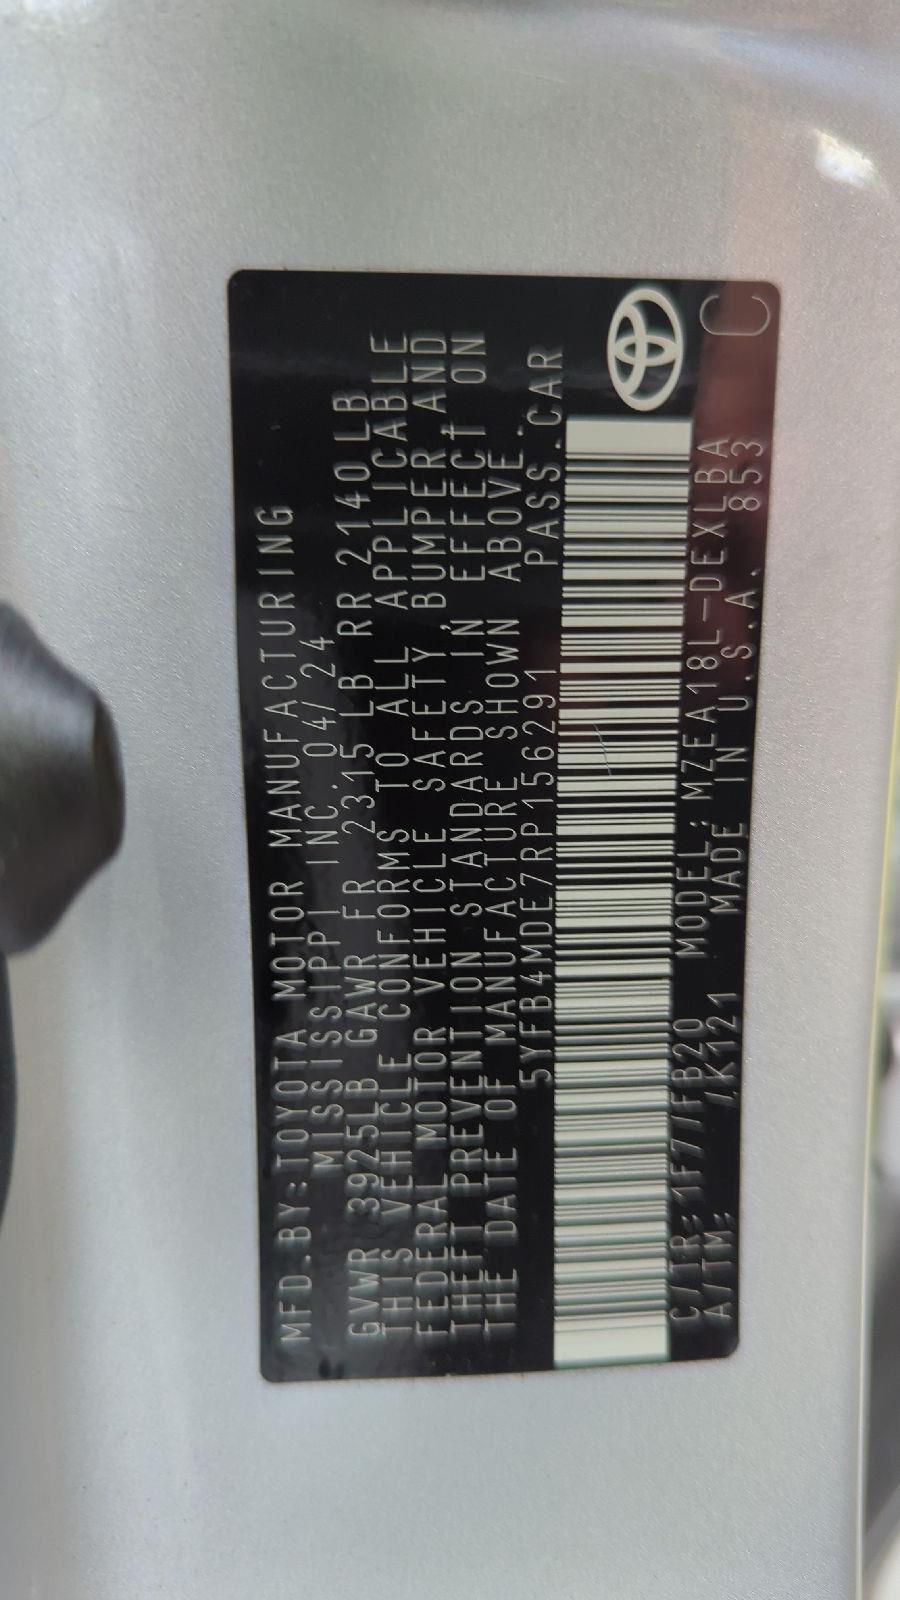 MFD.BY:TOYOTA MOTOR MANUFACTURING
MISSISSIPPI INC. 04/24
GVWR 3925LB GAWR FR 2315 LB RR 2140LB
THIS VEHICLE CONFORMS TO ALL APPLICABLE
FEDERAL MOTOR VEHICLE SAFETY, BUMPER AND
THEFT PREVENTION STANDARDS IN EFFECT ON
THE DATE OF MANUFACTURE SHOWN ABOVE.
5YFB4MDE7RP156291 PASS.CAR
C/TR:1F7/FB20 MODEL:MZEA18L-DEXLBA
A/TM: /K121 MADE IN U.S.A. 853 C